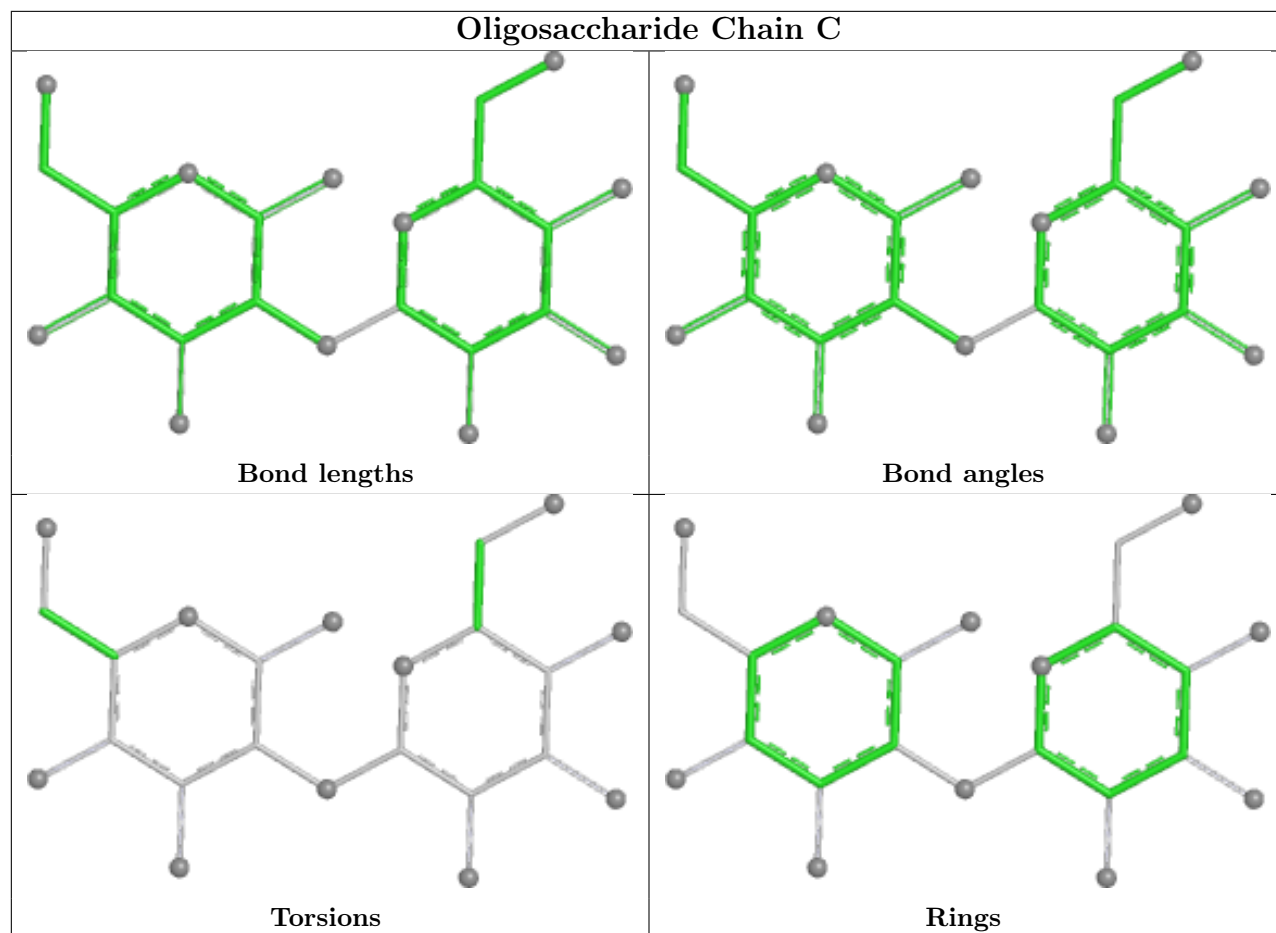 Oligosaccharide Chain C
Bond lengths
Bond angles
Torsions
Rings